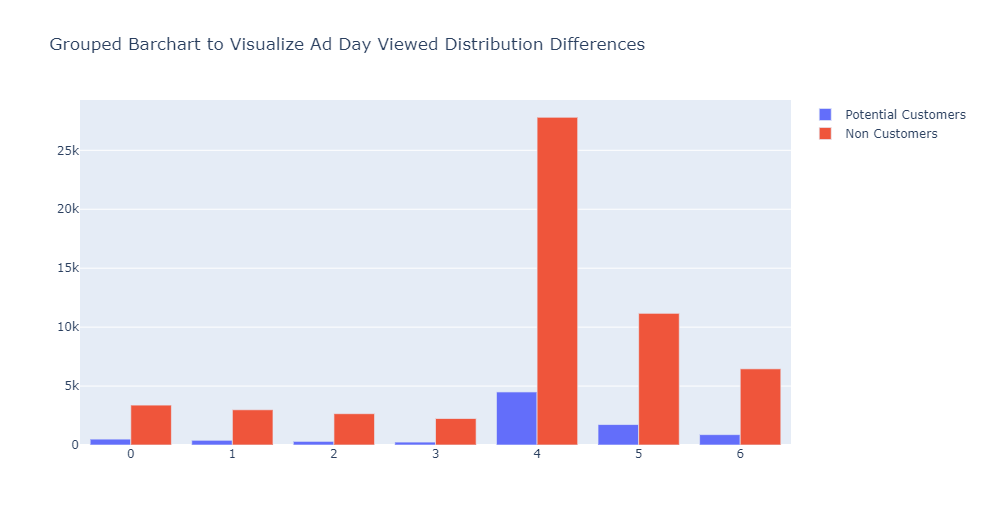 Grouped Barchart to Visualize Ad Day Viewed Distribution Differences
Potential Customers
Non Customers
25k
20k
15k
10k
5k
0
0 1 2 3 4 5 6